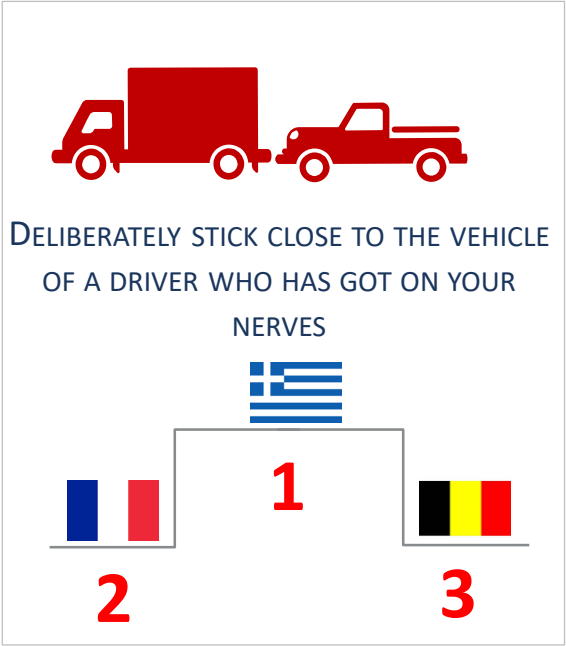 DELIBERATELY STICK CLOSE TO THE VEHICLE
OF A DRIVER WHO HAS GOT ON YOUR
NERVES
1
2
3